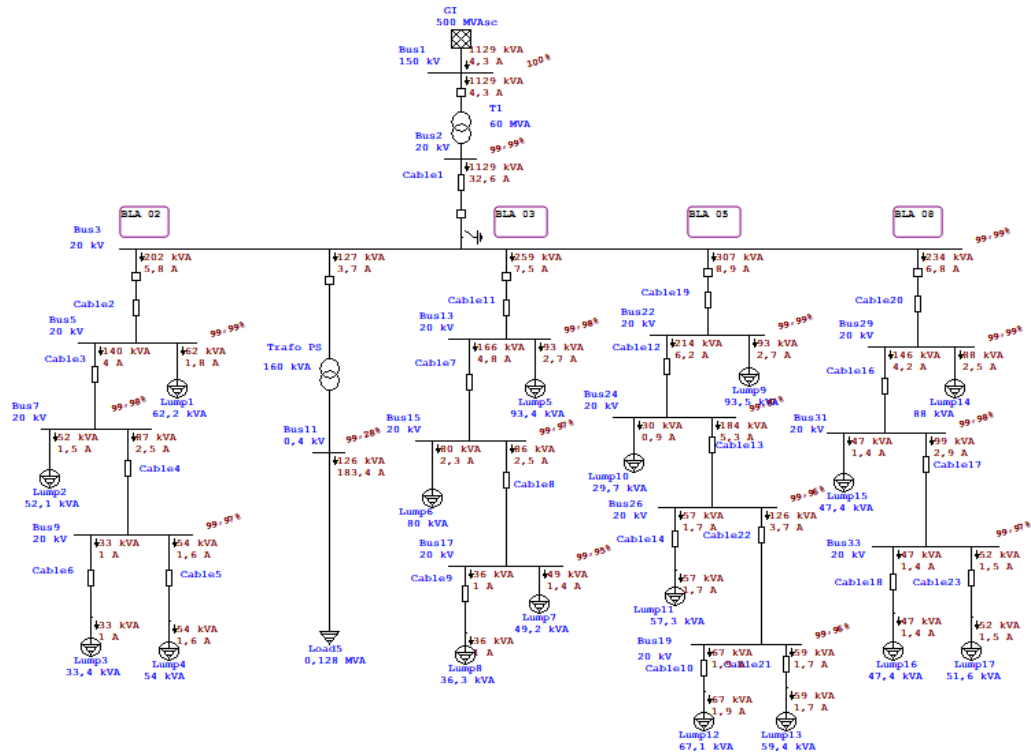 GI
500 MVAsc
Bus1
150 kV
1129 kVA
4,3 A
100%
1129 kVA
4,3 A
T1
60 MVA
Bus2
20 kV
99.99%
Cable1
1129 kVA
32,6 A
BLA 02
BLA 03
BLA 05
BLA 08
Bus3
20 kV
99.99%
202 kVA
5,8 A
127 kVA
3,7 A
259 kVA
7,5 A
307 kVA
8,9 A
234 kVA
6,8 A
Cable2
Cable11
Cable19
Cable20
Bus5
20 kV
99.99%
Cable3
140 kVA
4 A
62 kVA
1,8 A
Lump1
62,2 kVA
Bus7
20 kV
99.98%
52 kVA
1,5 A
87 kVA
2,5 A
Cable4
Lump2
52,1 kVA
Bus9
20 kV
99.97%
33 kVA
1 A
54 kVA
1,6 A
Cable6
Cable5
33 kVA
1 A
54 kVA
1,6 A
Lump3
33,4 kVA
Lump4
54 kVA
Trafo PS
160 kVA
Bus11
0,4 kV
99.28%
126 kVA
183,4 A
Load5
0,128 MVA
Bus13
20 kV
99.98%
Cable7
166 kVA
4,8 A
93 kVA
2,7 A
Lump5
93,4 kVA
Bus15
20 kV
99.97%
80 kVA
2,3 A
86 kVA
2,5 A
Cable8
Lump6
80 kVA
Bus17
20 kV
99.95%
Cable9
36 kVA
1 A
49 kVA
1,4 A
Lump7
49,2 kVA
36 kVA
1 A
Lump8
36,3 kVA
Bus22
20 kV
99.99%
Cable12
214 kVA
6,2 A
93 kVA
2,7 A
Lump9
93,5 kVA
Bus24
20 kV
30 kVA
0,9 A
184 kVA
5,3 A
Cable13
Lump10
29,7 kVA
Bus26
20 kV
99.96%
Cable14
57 kVA
1,7 A
126 kVA
3,7 A
Cable22
57 kVA
1,7 A
Lump11
57,3 kVA
Bus19
20 kV
Cable10
67 kVA
Cable21
59 kVA
1,7 A
67 kVA
1,9 A
59 kVA
1,7 A
Lump12
67,1 kVA
Lump13
59,4 kVA
Bus29
20 kV
99.99%
Cable16
146 kVA
4,2 A
88 kVA
2,5 A
Lump14
88 kVA
Bus31
20 kV
47 kVA
1,4 A
99 kVA
2,9 A
Cable17
Lump15
47,4 kVA
Bus33
20 kV
99.97%
Cable18
47 kVA
1,4 A
Cable23
52 kVA
1,5 A
47 kVA
1,4 A
52 kVA
1,5 A
Lump16
47,4 kVA
Lump17
51,6 kVA